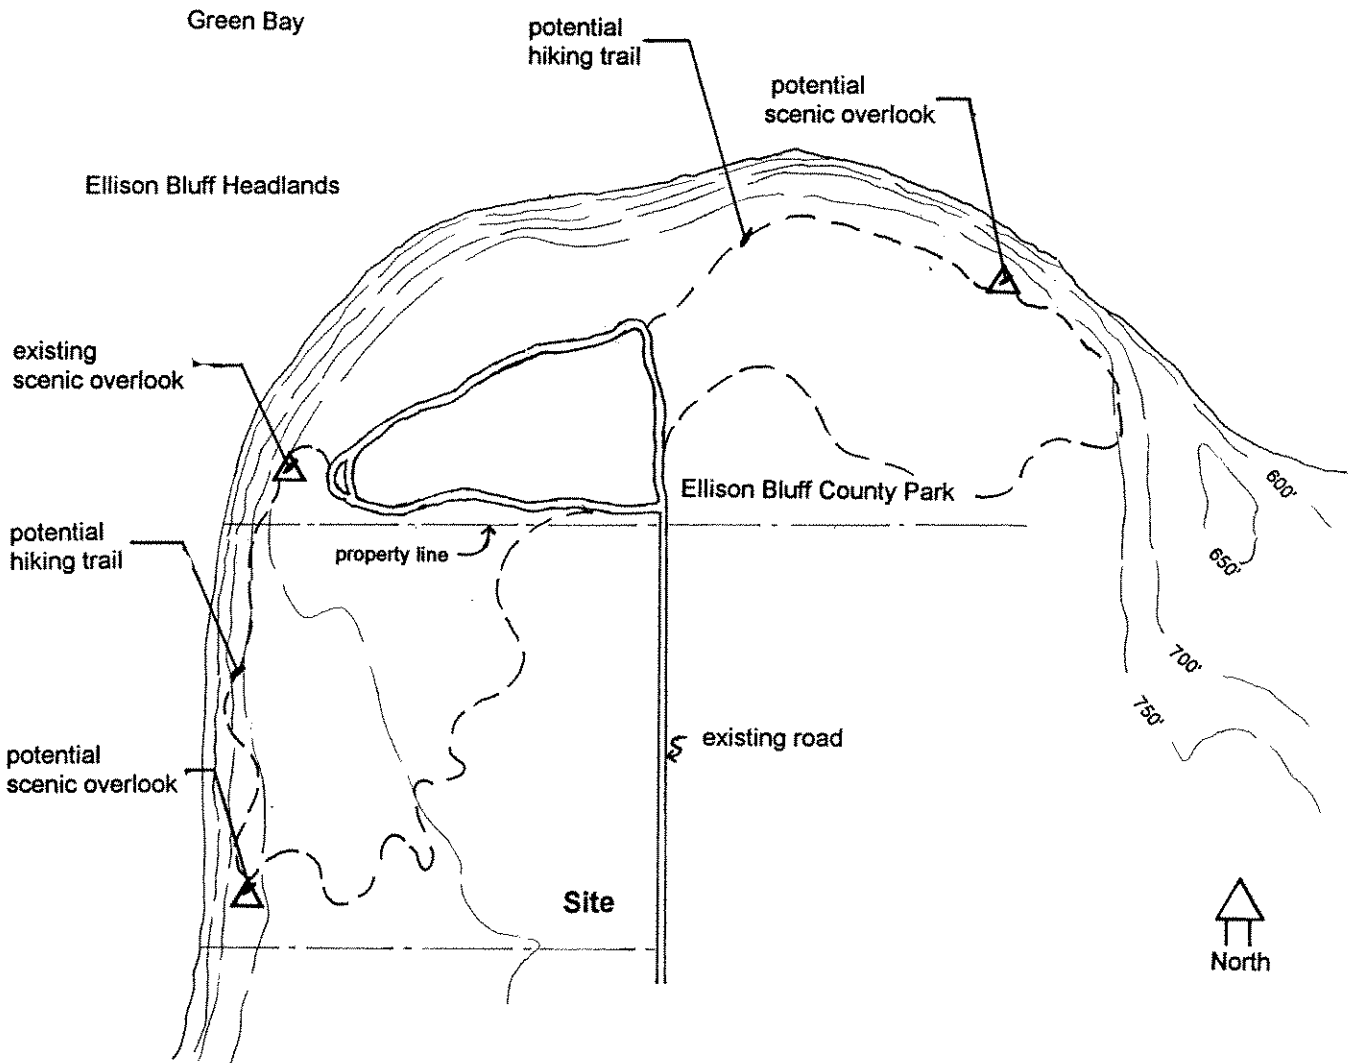 Green Bay
potential
hiking trail
potential
scenic overlook
Ellison Bluff Headlands
existing
scenic overlook
Ellison Bluff County Park
600'
potential
hiking trail
property line
650'
700'
750'
existing road
potential
scenic overlook
Site
North